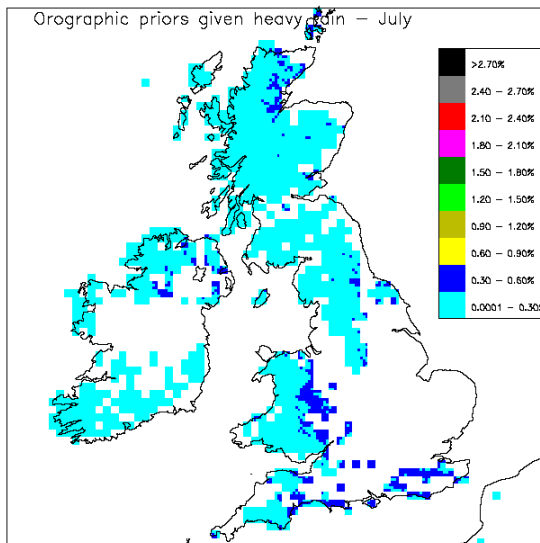 Orographic priors given heavy rain – July
>2.70%
2.40 – 2.70%
2.10 – 2.40%
1.80 – 2.10%
1.50 – 1.80%
1.20 – 1.50%
0.90 – 1.20%
0.60 – 0.90%
0.30 – 0.60%
0.0001 – 0.30%